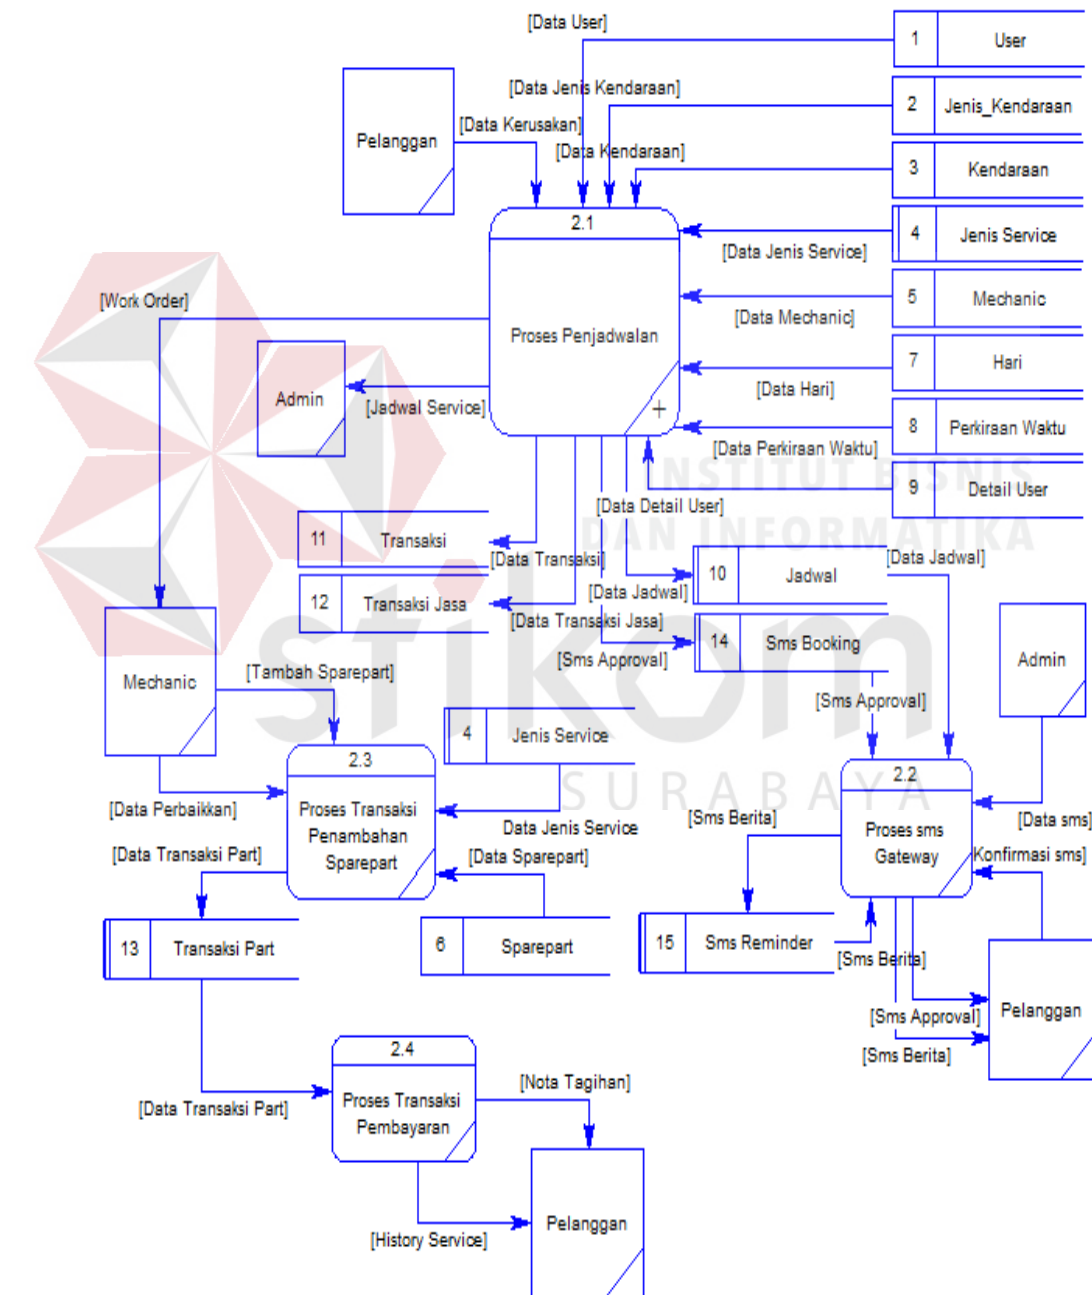 [Data User]
1 User
[Data Jenis Kendaraan]
2 Jenis_Kendaraan
Pelanggan
[Data Kerusakan]
[Data Kendaraan]
3 Kendaraan
2.1
Proses Penjadwalan
4 Jenis Service
[Data Jenis Service]
5 Mechanic
[Data Mechanic]
[Work Order]
7 Hari
[Data Hari]
Admin
[Jadwal Service]
8 Perkiraan Waktu
[Data Perkiraan Waktu]
9 Detail User
[Data Detail User]
INSTITUT BISNIS
DAN INFORMATIKA
11 Transaksi
[Data Transaksi]
12 Transaksi Jasa
[Data Transaksi Jasa]
10 Jadwal
[Data Jadwal]
[Data Jadwal]
14 Sms Booking
[Sms Approval]
[Sms Approval]
stikom
SURABAYA
Admin
Mechanic
[Tambah Sparepart]
4 Jenis Service
2.3
Proses Transaksi
Penambahan
Sparepart
[Data Perbaikkan]
Data Jenis Service
[Data Transaksi Part]
[Data Sparepart]
2.2
Proses sms
Gateway
[Data sms]
[Sms Berita]
Konfirmasi sms]
13 Transaksi Part
6 Sparepart
15 Sms Reminder
[Sms Berita]
[Sms Approval]
[Sms Berita]
Pelanggan
2.4
Proses Transaksi
Pembayaran
[Data Transaksi Part]
[Nota Tagihan]
[History Service]
Pelanggan